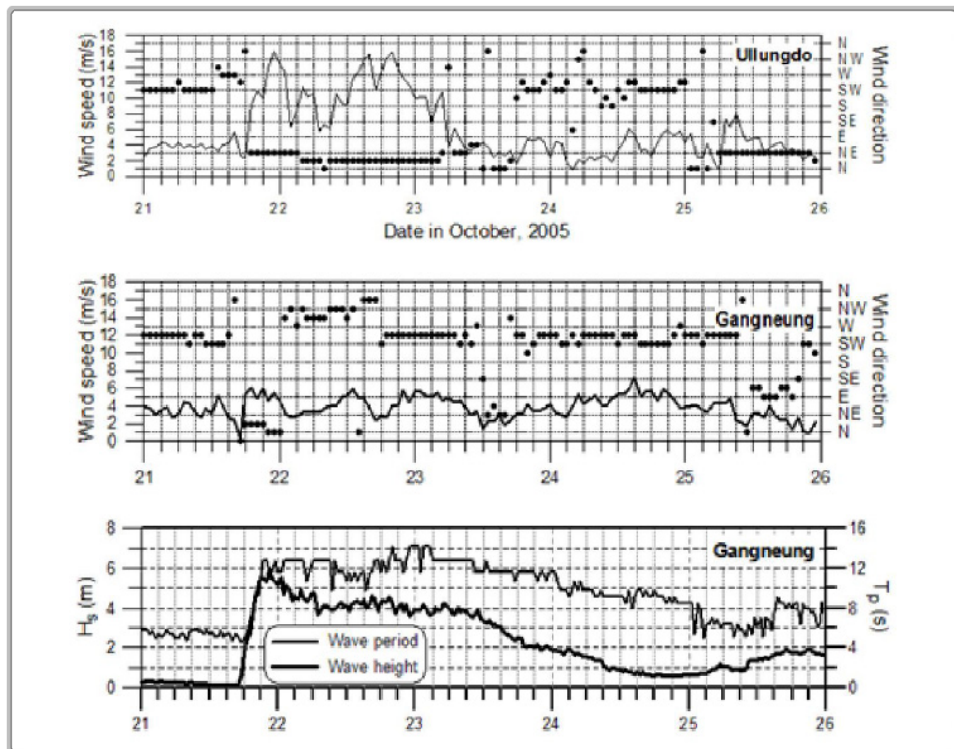 18
16
14
12
10
8
6
4
2
0
Wind speed (m/s)
Ullungdo
N
NW
W
SW
S
SE
E
NE
N
Wind direction
21 22 23 24 25 26
Date in October, 2005
18
16
14
12
10
8
6
4
2
0
Wind speed (m/s)
Gangneung
N
NW
W
SW
S
SE
E
NE
N
Wind direction
21 22 23 24 25 26
8
6
4
2
0
Hs (m)
Gangneung
Wave period
Wave height
16
12
8
4
0
Tp (s)
21 22 23 24 25 26